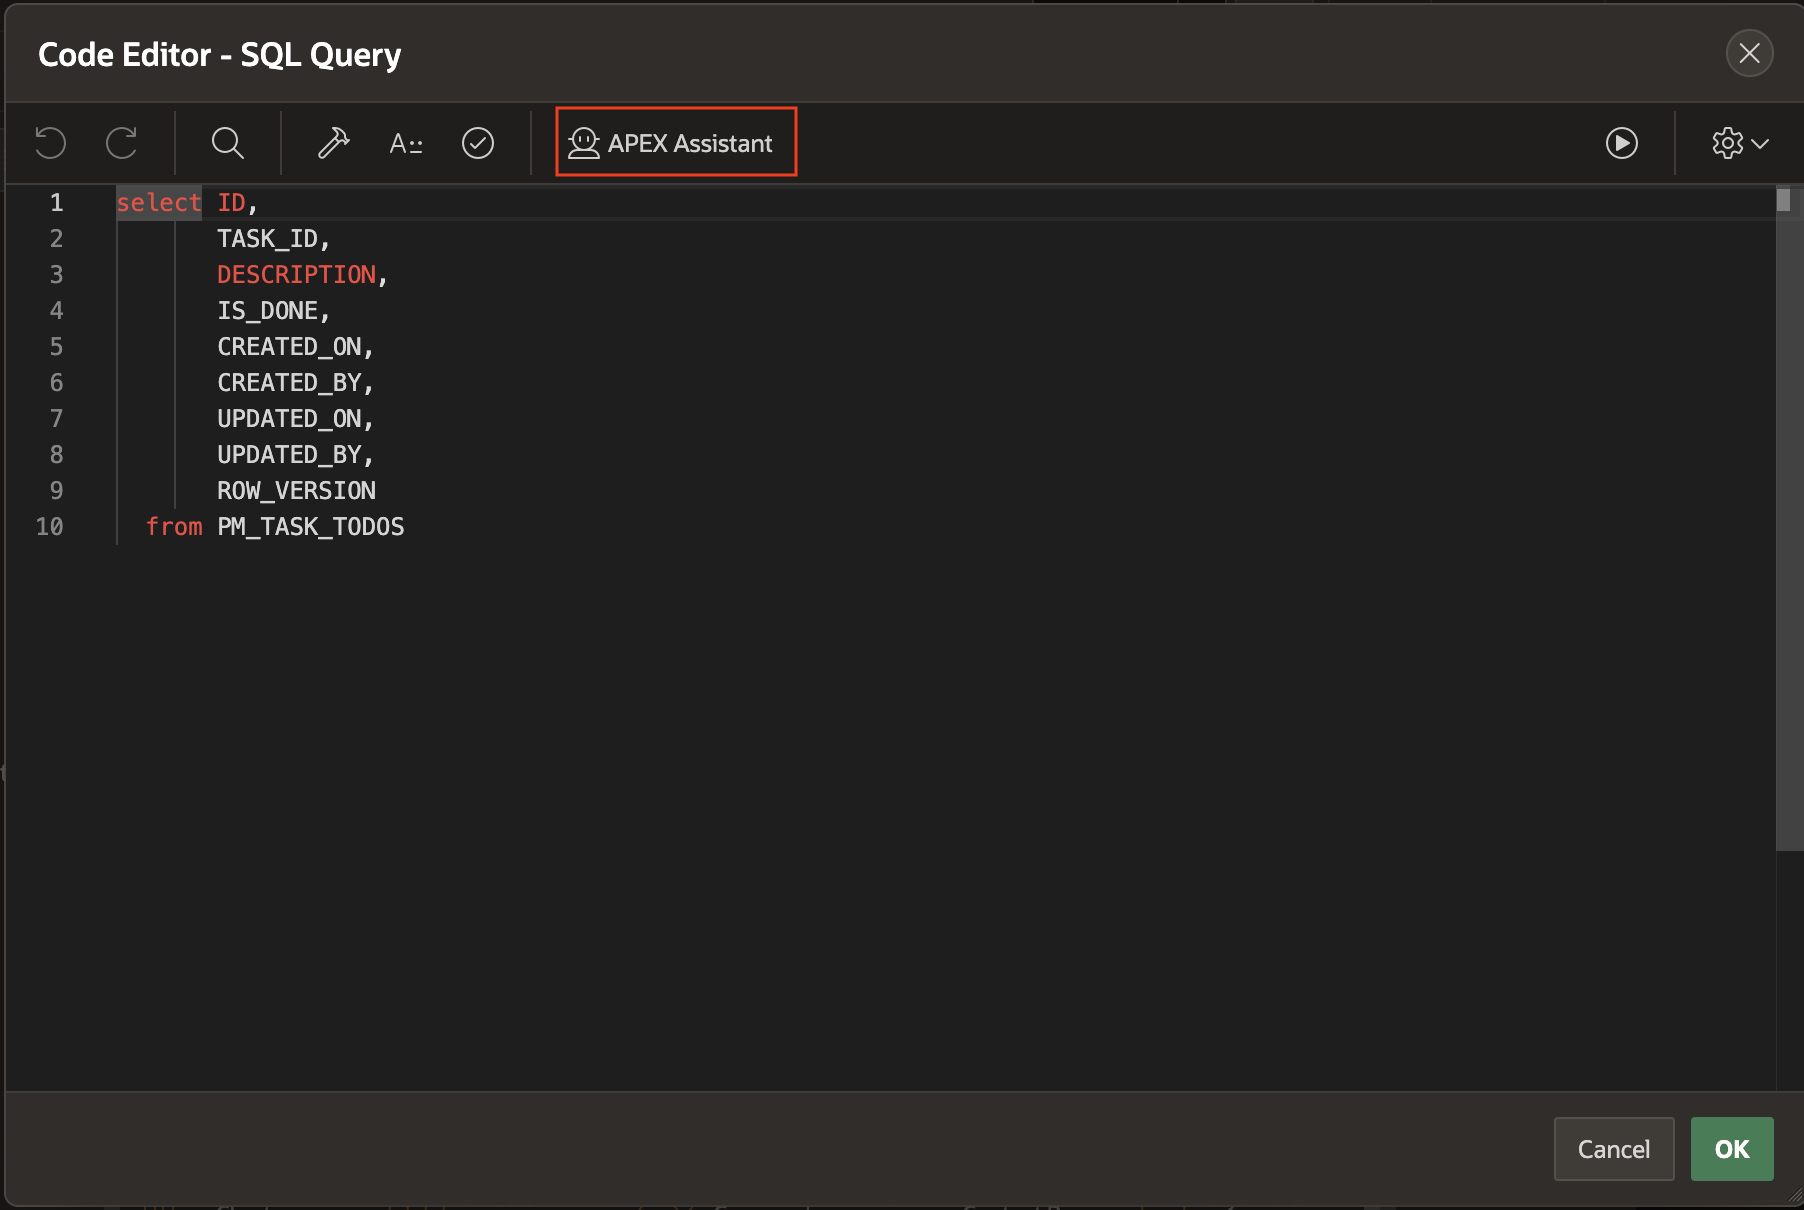 Code Editor - SQL Query
A
APEX Assistant
1 select ID,
2 TASK_ID,
3 DESCRIPTION,
4 IS_DONE,
5 CREATED_ON,
6 CREATED_BY,
7 UPDATED_ON,
8 UPDATED_BY,
9 ROW_VERSION
10 from PM_TASK_TODOS
Cancel
OK